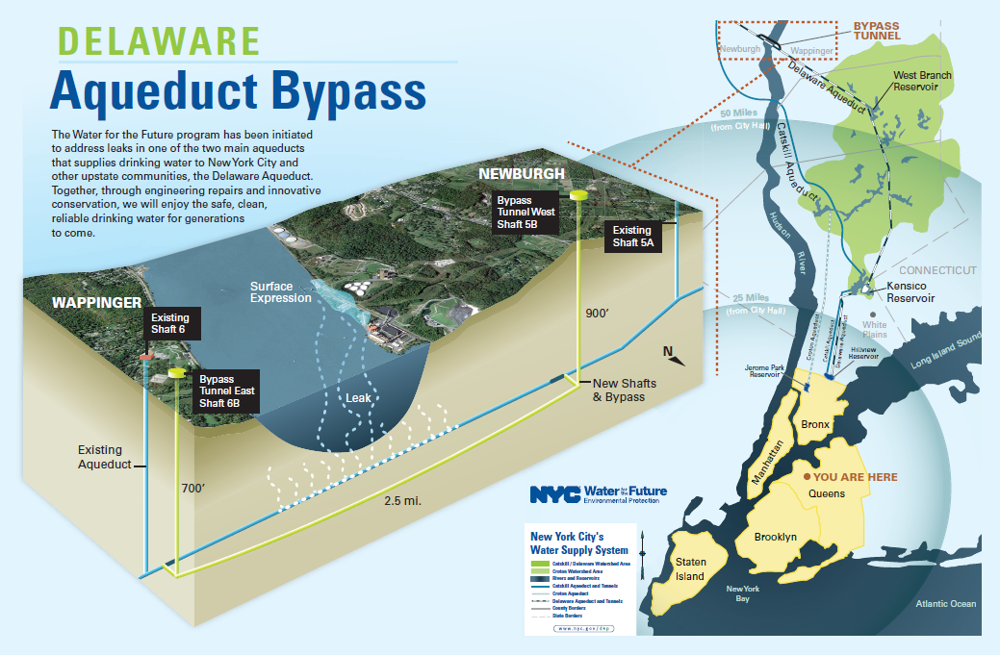 DELAWARE
Aqueduct Bypass
The Water for the Future program has been initiated
to address leaks in one of the two main aqueducts
that supplies drinking water to New York City and
other upstate communities, the Delaware Aqueduct.
Together, through engineering repairs and innovative
conservation, we will enjoy the safe, clean,
reliable drinking water for generations
to come.
WAPPINGER
Existing
Shaft 6
Bypass
Tunnel East
Shaft 6B
Surface
Expression
Leak
NEWBURGH
Bypass
Tunnel West
Shaft 5B
Existing
Shaft 5A
900’
N
New Shafts
& Bypass
Existing
Aqueduct
700’
2.5 mi.
BYPASS
TUNNEL
Newburgh
Wappinger
Delaware Aqueduct
West Branch
Reservoir
50 Miles
(from City Hall)
Catskill Aqueduct
Hudson
River
CONNECTICUT
Kensico
Reservoir
25 Miles
(from City Hall)
White
Plains
Croton Aqueduct
Catskill Aqueduct
Delaware Aqueduct
Long Island Sound
Hillview
Reservoir
Jerome Park
Reservoir
Bronx
Manhattan
YOU ARE HERE
Queens
Brooklyn
Staten
Island
New York
Bay
Atlantic Ocean
NYC Water for the Future
Environmental Protection
New York City's
Water Supply System
Catskill / Delaware Watershed Area
Croton Watershed Area
Rivers and Reservoirs
Catskill Aqueduct and Tunnels
Croton Aqueduct
Delaware Aqueduct and Tunnels
County Borders
State Borders
www.nyc.gov/dep